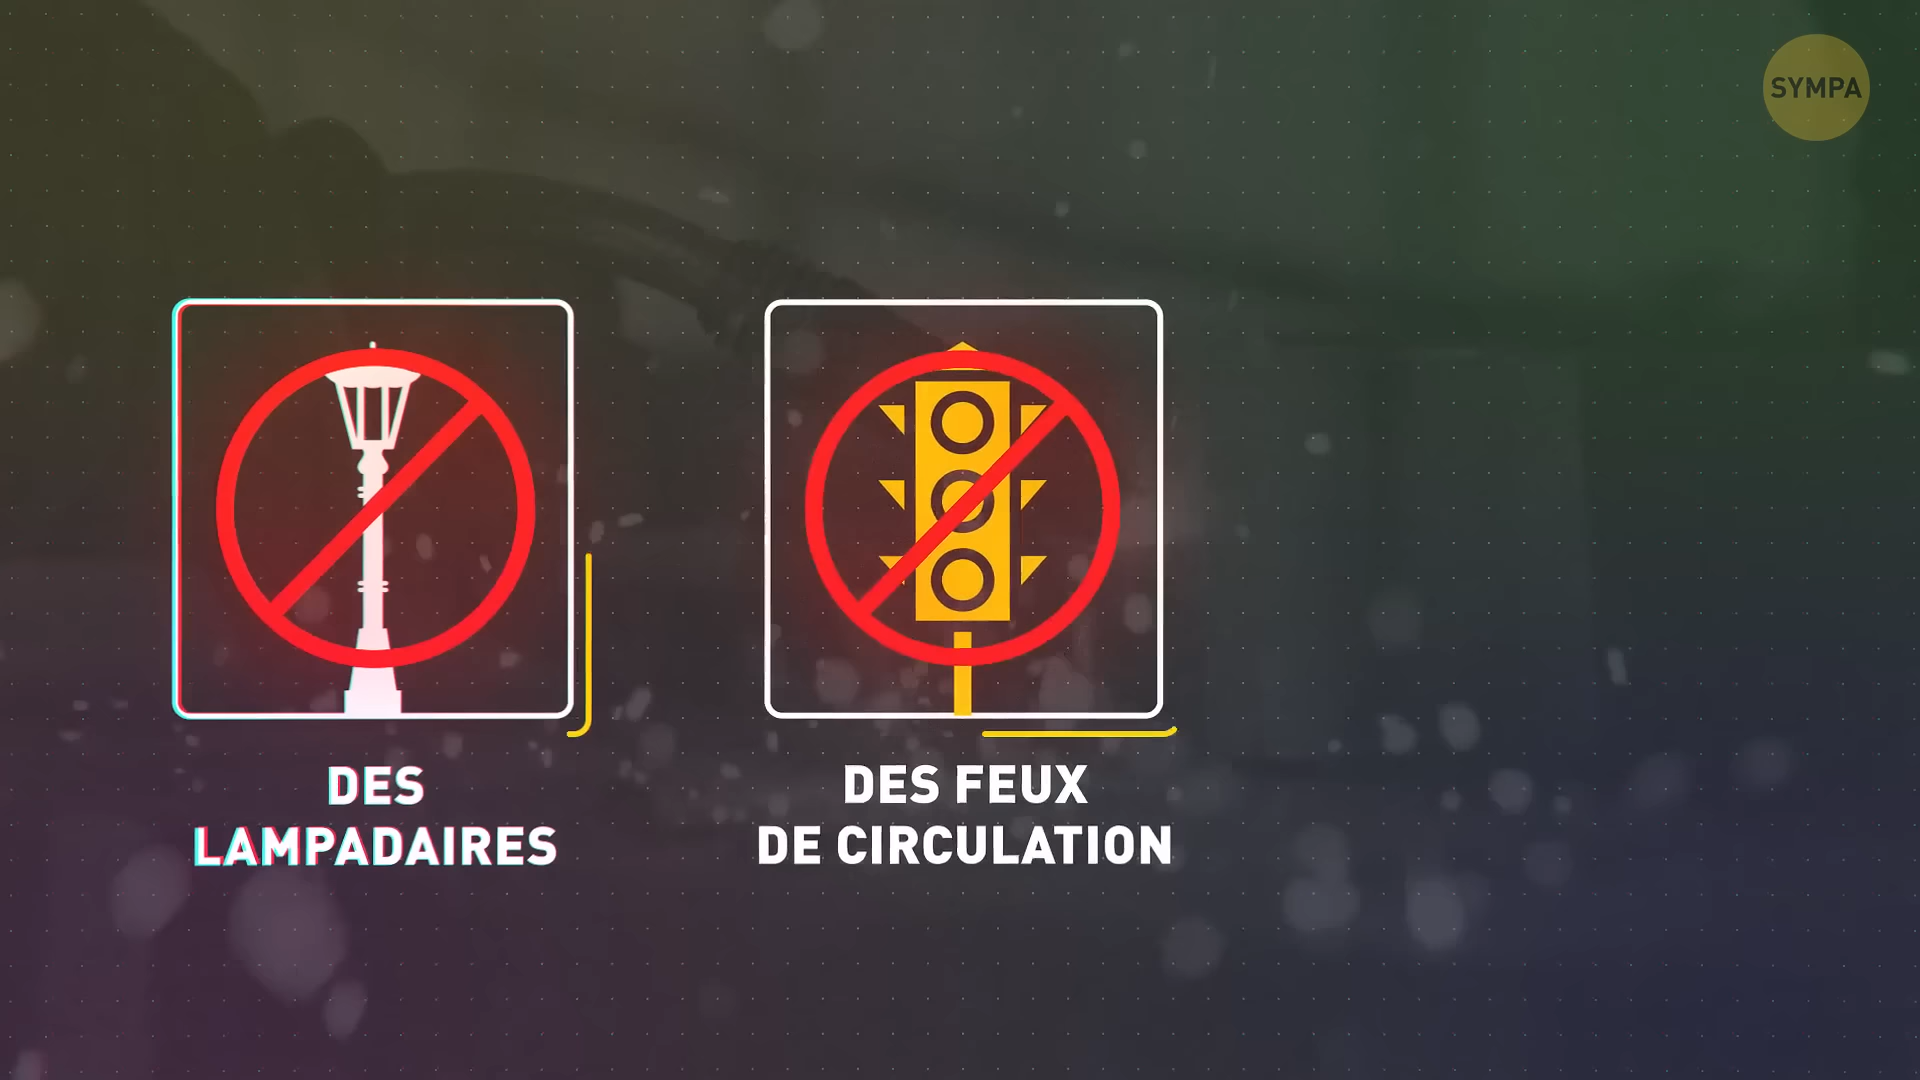 SYMPA
DES
LAMPADAIRES
DES FEUX
DE CIRCULATION